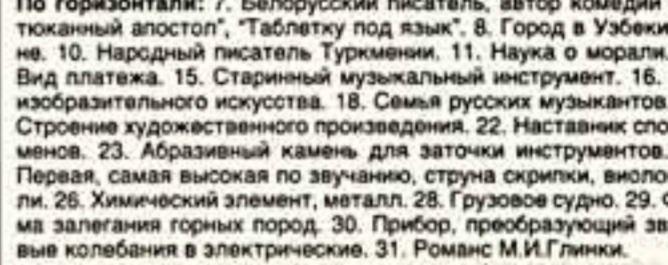 По горизонтали: 7. Белорусский писатель, автор комедий
тюканный апостол", "Таблетку под язык". 8. Город в Узбеки
не. 10. Народный писатель Туркмении. 11. Наука о морали.
Вид платежа. 15. Старинный музыкальный инструмент. 16.
изобразительного искусства. 18. Семья русских музыкантов
Строение художественного произведения. 22. Наставник спо
менов. 23. Абразивный камень для заточки инструментов.
Первая, самая высокая по звучанию, струна скрипки, виоло
ли. 26. Химический элемент, металл. 28. Грузовое судно. 29. Ф
ма залегания горных пород. 30. Прибор, преобразующий зв
вые колебания в электрические. 31. Романс М.И.Глинки.